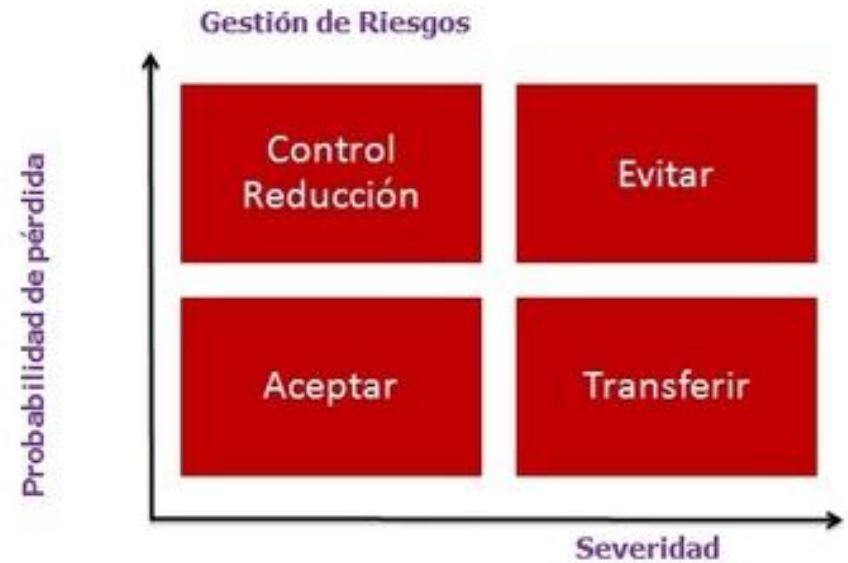 Gestión de Riesgos
Probabilidad de pérdida
Control
Reducción
Evitar
Aceptar
Transferir
Severidad